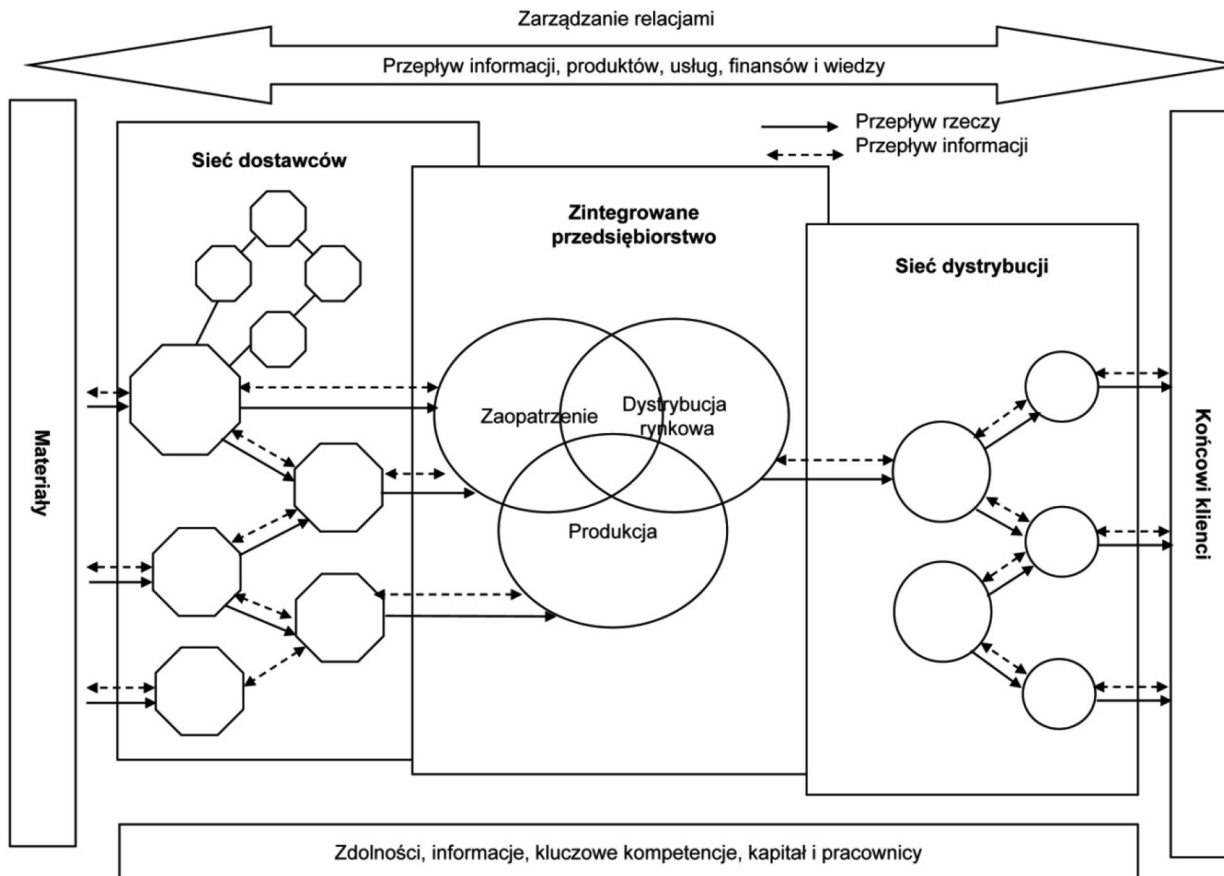 Zarządzanie relacjami
Przepływ informacji, produktów, usług, finansów i wiedzy
Przepływ rzeczy
Przepływ informacji
Sieć dostawców
Zintegrowane
przedsiębiorstwo
Sieć dystrybucji
Materiały
Zaopatrzenie
Dystrybucja
rynkowa
Produkcja
Końcowi klienci
Zdolności, informacje, kluczowe kompetencje, kapitał i pracownicy